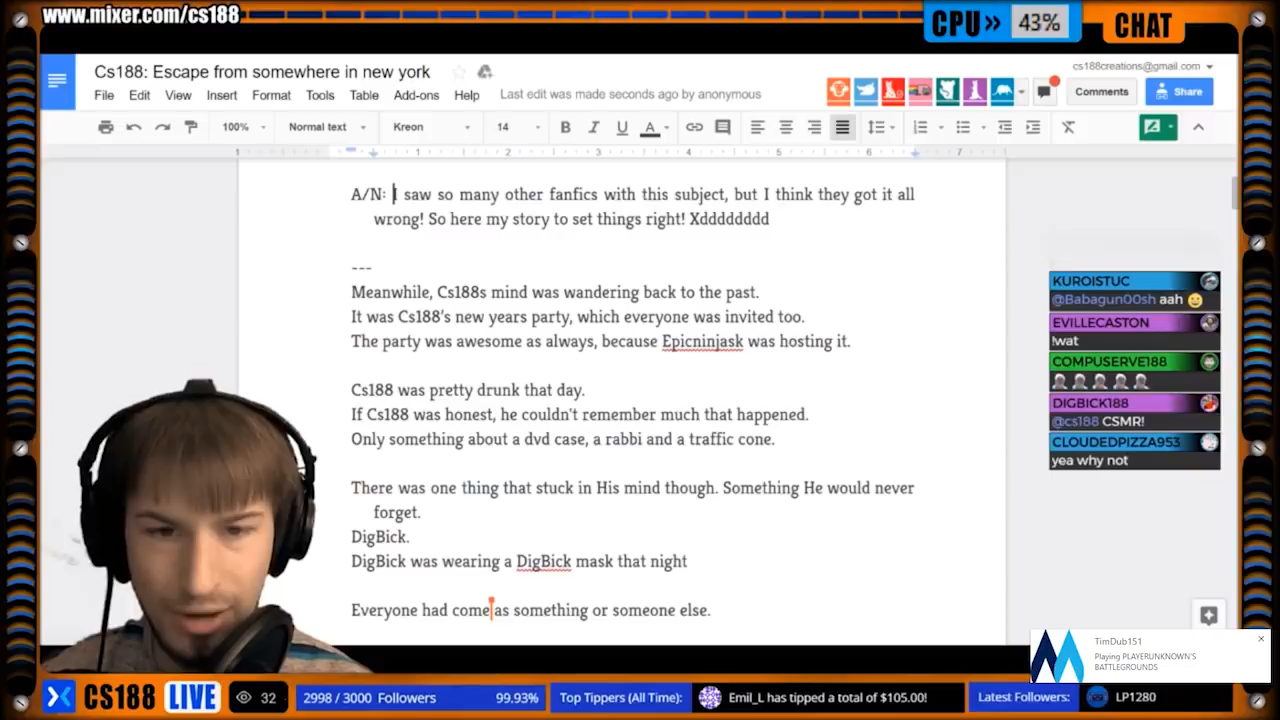 www.mixer.com/cs188
CPU» 43%
CHAT
Cs188: Escape from somewhere in new york
cs188creations@gmail.com
File Edit View Insert Format Tools Table Add-ons Help Last edit was made seconds ago by anonymous
Comments Share
100% Normal text Kreon 14 B I U A
1 1 2 3 4 5 6 7
A/N: I saw so many other fanfics with this subject, but I think they got it all
wrong! So here my story to set things right! Xdddddddd
---
Meanwhile, Cs188s mind was wandering back to the past.
It was Cs188's new years party, which everyone was invited too.
The party was awesome as always, because Epicninjask was hosting it.
Cs188 was pretty drunk that day.
If Cs188 was honest, he couldn't remember much that happened.
Only something about a dvd case, a rabbi and a traffic cone.
There was one thing that stuck in His mind though. Something He would never
forget.
DigBick.
DigBick was wearing a DigBick mask that night
Everyone had come as something or someone else.
KUROISTUC
@Babagun00sh aah
EVILLECASTON
!wat
COMPUSERVE188
DIGBICK188
@cs188 CSMR!
CLOUDEDPIZZA953
yea why not
TimDub151
Playing PLAYERUNKNOWN'S
BATTLEGROUNDS
CS188 LIVE 32 2998 / 3000 Followers 99.93% Top Tippers (All Time): Emil_L has tipped a total of $105.00! Latest Followers: LP1280